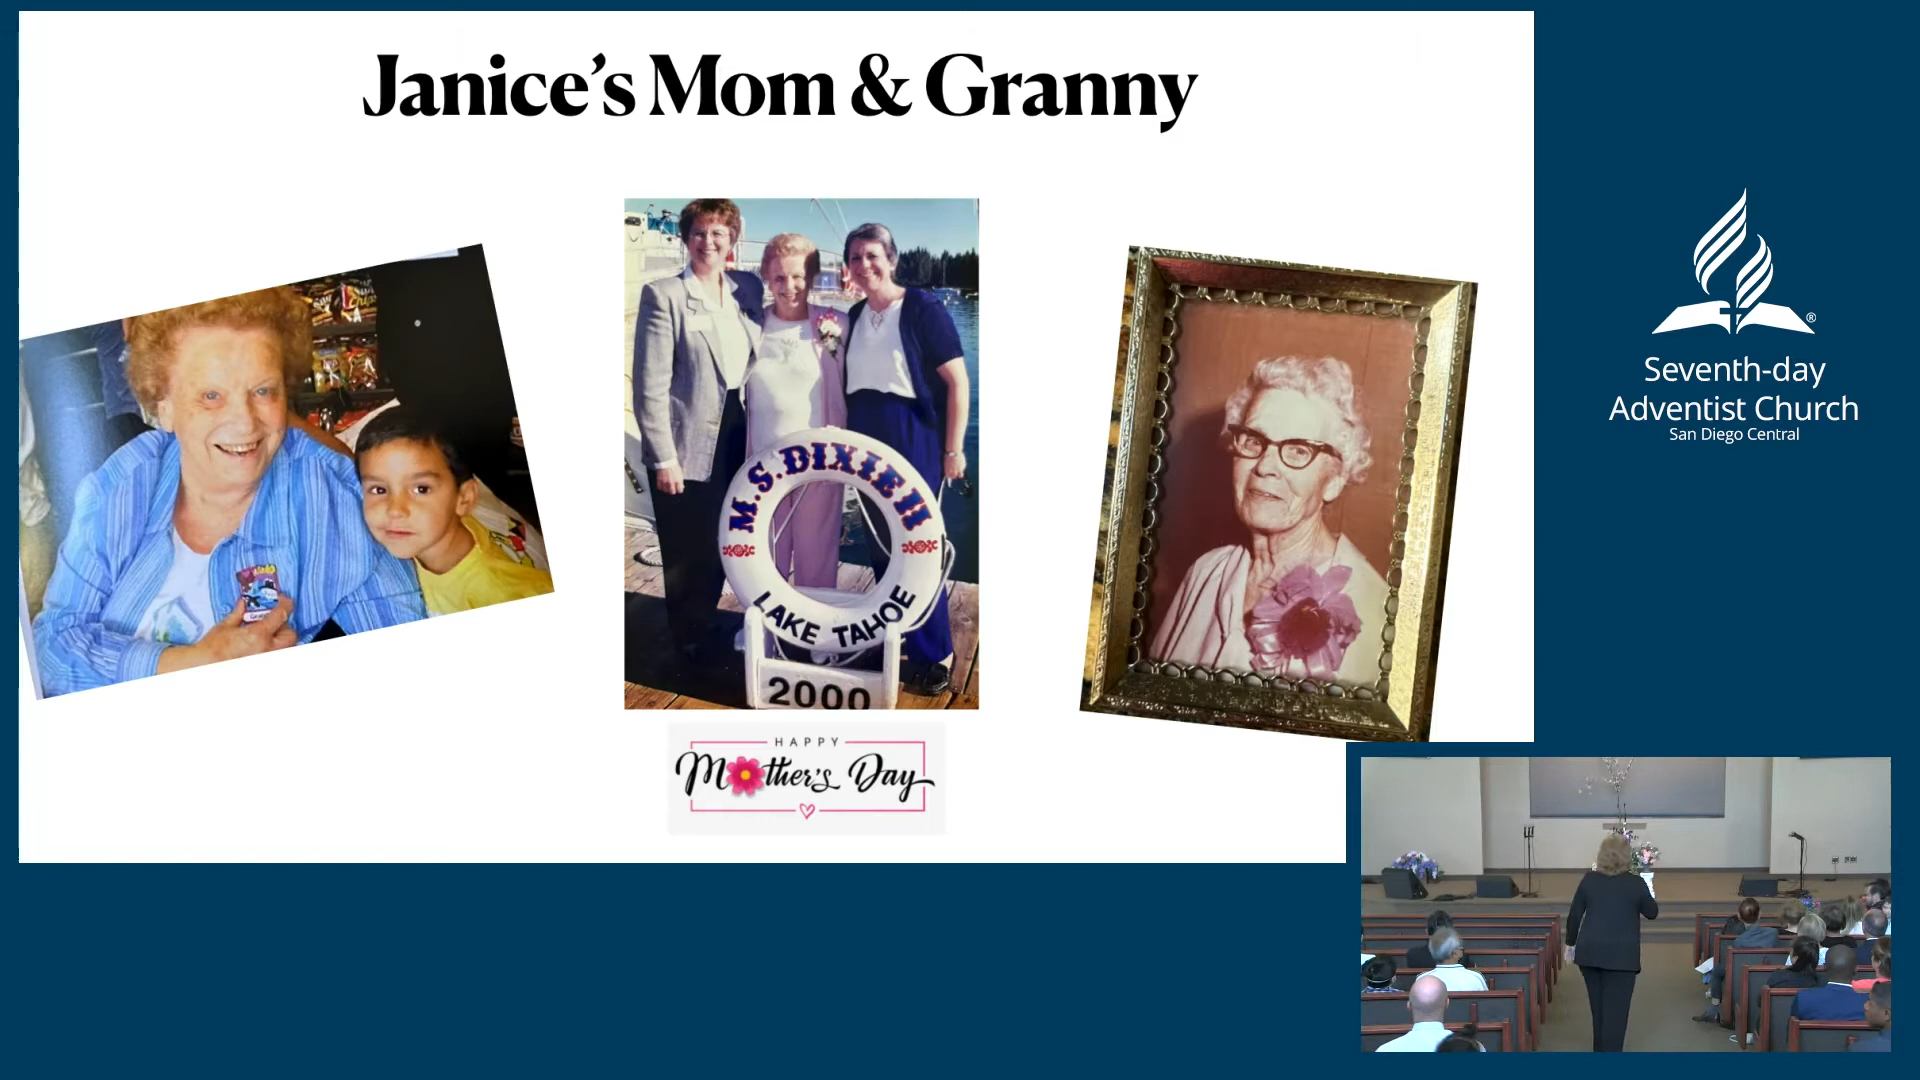 Janice's Mom & Granny
M.S. DIXIE II
LAKE TAHOE
2000
HAPPY
Mother's Day
®
Seventh-day
Adventist Church
San Diego Central